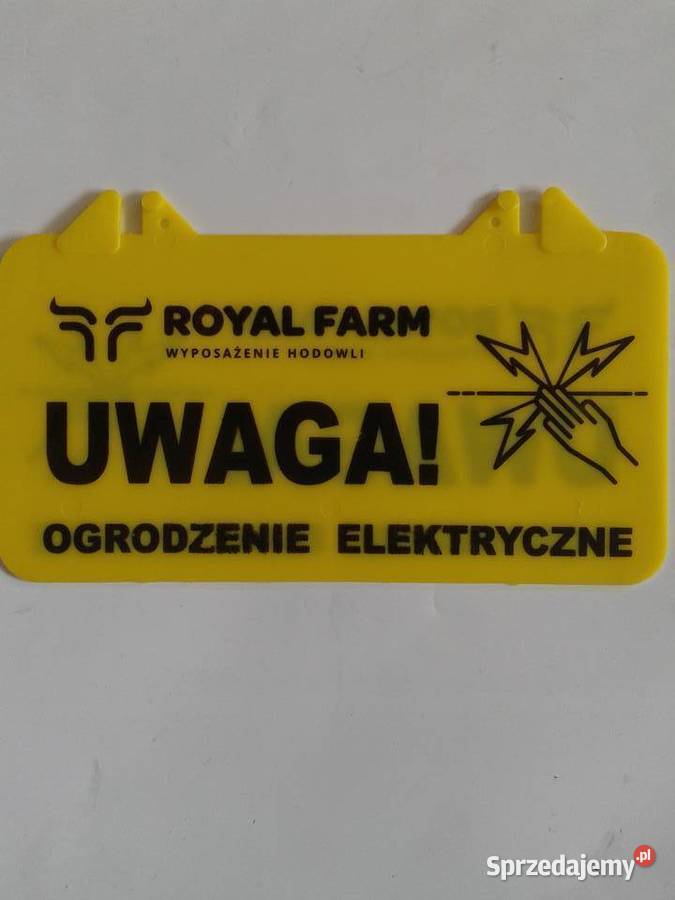 ROYAL FARM
WYPOSAŻENIE HODOWLI
UWAGA!
OGRODZENIE ELEKTRYCZNE
Sprzedajemy.pl